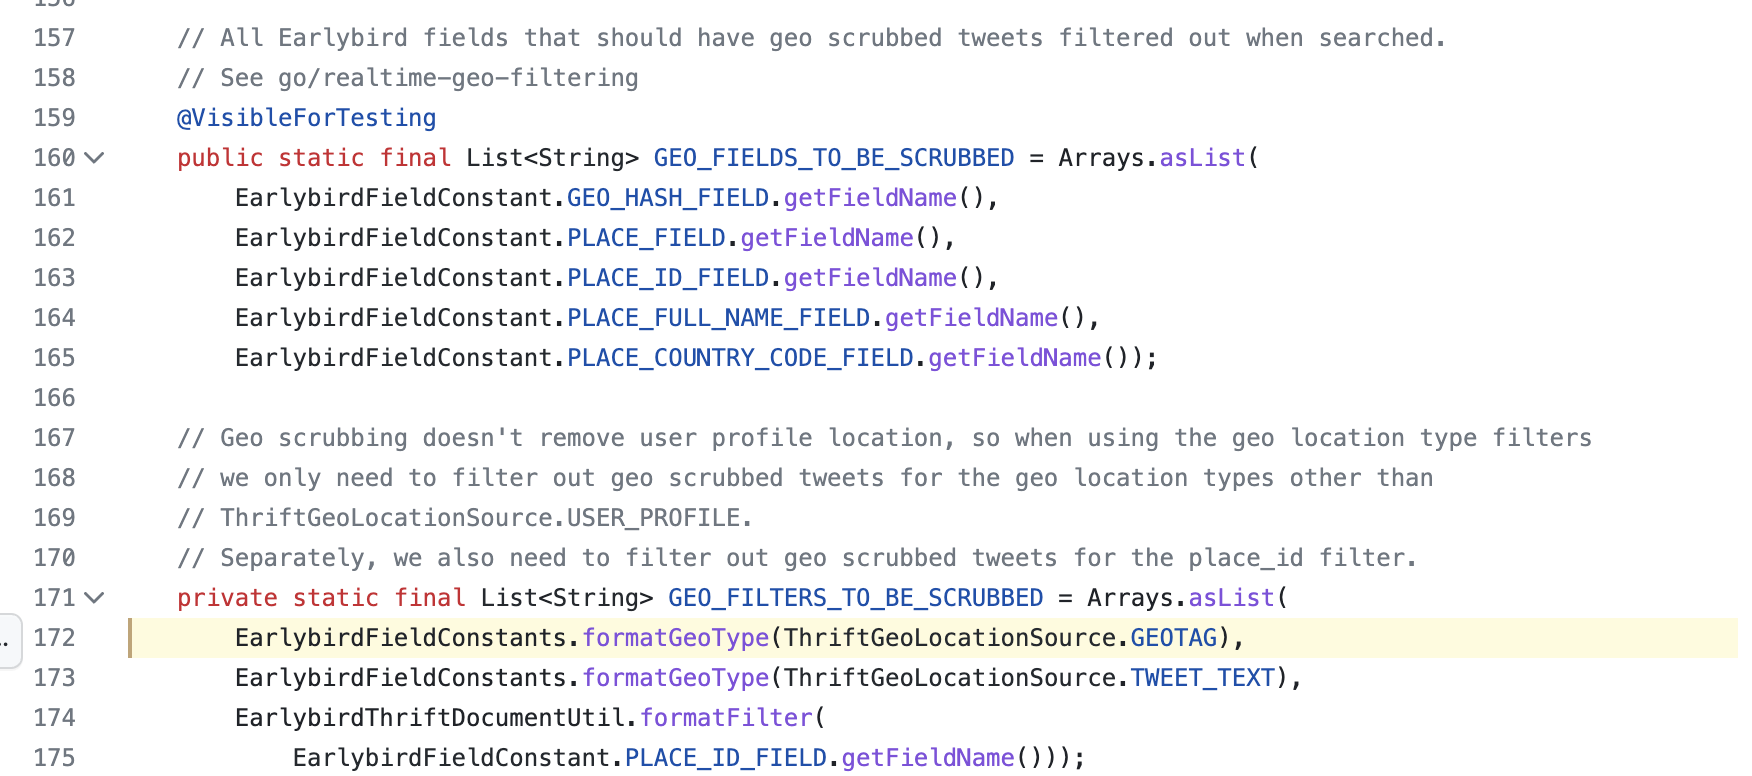 156
157 // All Earlybird fields that should have geo scrubbed tweets filtered out when searched.
158 // See go/realtime-geo-filtering
159 @VisibleForTesting
160 public static final List<String> GEO_FIELDS_TO_BE_SCRUBBED = Arrays.asList(
161 EarlybirdFieldConstant.GEO_HASH_FIELD.getFieldName(),
162 EarlybirdFieldConstant.PLACE_FIELD.getFieldName(),
163 EarlybirdFieldConstant.PLACE_ID_FIELD.getFieldName(),
164 EarlybirdFieldConstant.PLACE_FULL_NAME_FIELD.getFieldName(),
165 EarlybirdFieldConstant.PLACE_COUNTRY_CODE_FIELD.getFieldName());
166
167 // Geo scrubbing doesn't remove user profile location, so when using the geo location type filters
168 // we only need to filter out geo scrubbed tweets for the geo location types other than
169 // ThriftGeoLocationSource.USER_PROFILE.
170 // Separately, we also need to filter out geo scrubbed tweets for the place_id filter.
171 private static final List<String> GEO_FILTERS_TO_BE_SCRUBBED = Arrays.asList(
172 EarlybirdFieldConstants.formatGeoType(ThriftGeoLocationSource.GEOTAG),
173 EarlybirdFieldConstants.formatGeoType(ThriftGeoLocationSource.TWEET_TEXT),
174 EarlybirdThriftDocumentUtil.formatFilter(
175 EarlybirdFieldConstant.PLACE_ID_FIELD.getFieldName()));